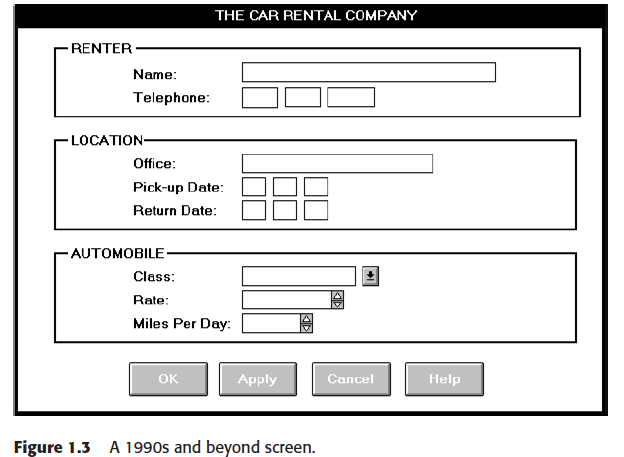 THE CAR RENTAL COMPANY
RENTER
Name:
Telephone:
LOCATION
Office:
Pick-up Date:
Return Date:
AUTOMOBILE
Class:
Rate:
Miles Per Day:
OK Apply Cancel Help
Figure 1.3 A 1990s and beyond screen.